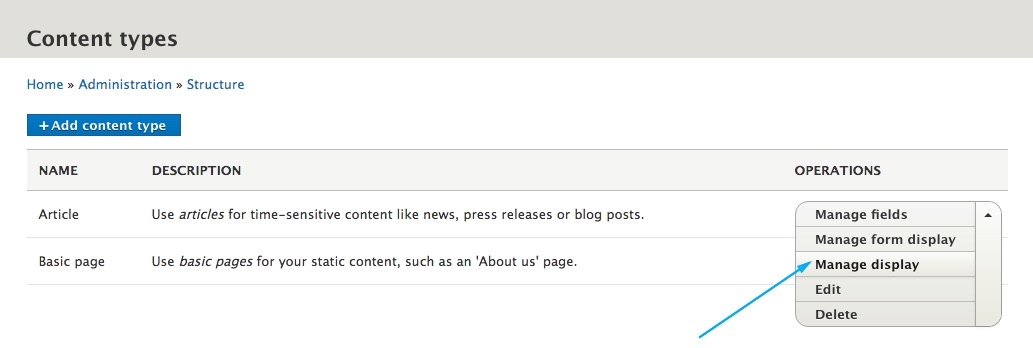 Content types
Home » Administration » Structure
+Add content type
NAME DESCRIPTION OPERATIONS
Article Use articles for time-sensitive content like news, press releases or blog posts. Manage fields
Manage form display
Basic page Use basic pages for your static content, such as an 'About us' page. Manage display
Edit
Delete